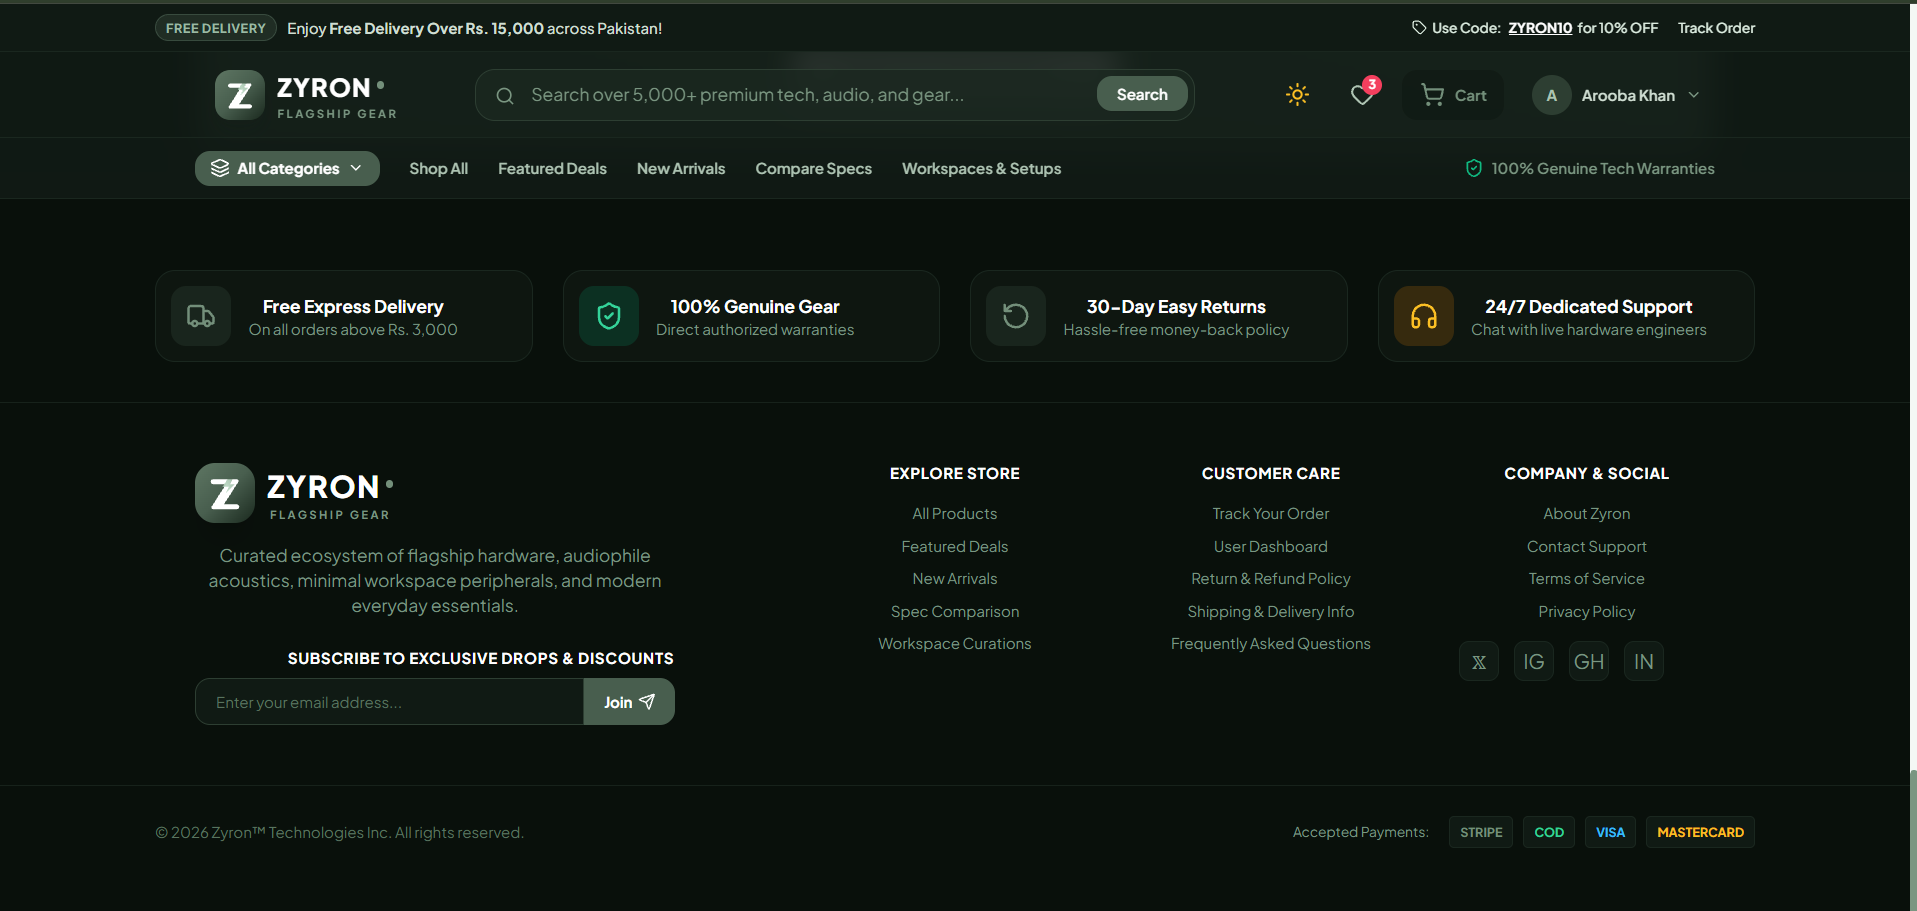 FREE DELIVERY Enjoy Free Delivery Over Rs. 15,000 across Pakistan! Use Code: ZYRON10 for 10% OFF Track Order
Z ZYRON FLAGSHIP GEAR
Search over 5,000+ premium tech, audio, and gear... Search 3 Cart A Arooba Khan
All Categories Shop All Featured Deals New Arrivals Compare Specs Workspaces & Setups 100% Genuine Tech Warranties
Free Express Delivery
On all orders above Rs. 3,000
100% Genuine Gear
Direct authorized warranties
30-Day Easy Returns
Hassle-free money-back policy
24/7 Dedicated Support
Chat with live hardware engineers
Z ZYRON
FLAGSHIP GEAR
Curated ecosystem of flagship hardware, audiophile
acoustics, minimal workspace peripherals, and modern
everyday essentials.
SUBSCRIBE TO EXCLUSIVE DROPS & DISCOUNTS
Enter your email address... Join
EXPLORE STORE
All Products
Featured Deals
New Arrivals
Spec Comparison
Workspace Curations
CUSTOMER CARE
Track Your Order
User Dashboard
Return & Refund Policy
Shipping & Delivery Info
Frequently Asked Questions
COMPANY & SOCIAL
About Zyron
Contact Support
Terms of Service
Privacy Policy
𝕏 IG GH IN
© 2026 Zyron™ Technologies Inc. All rights reserved.
Accepted Payments: STRIPE COD VISA MASTERCARD